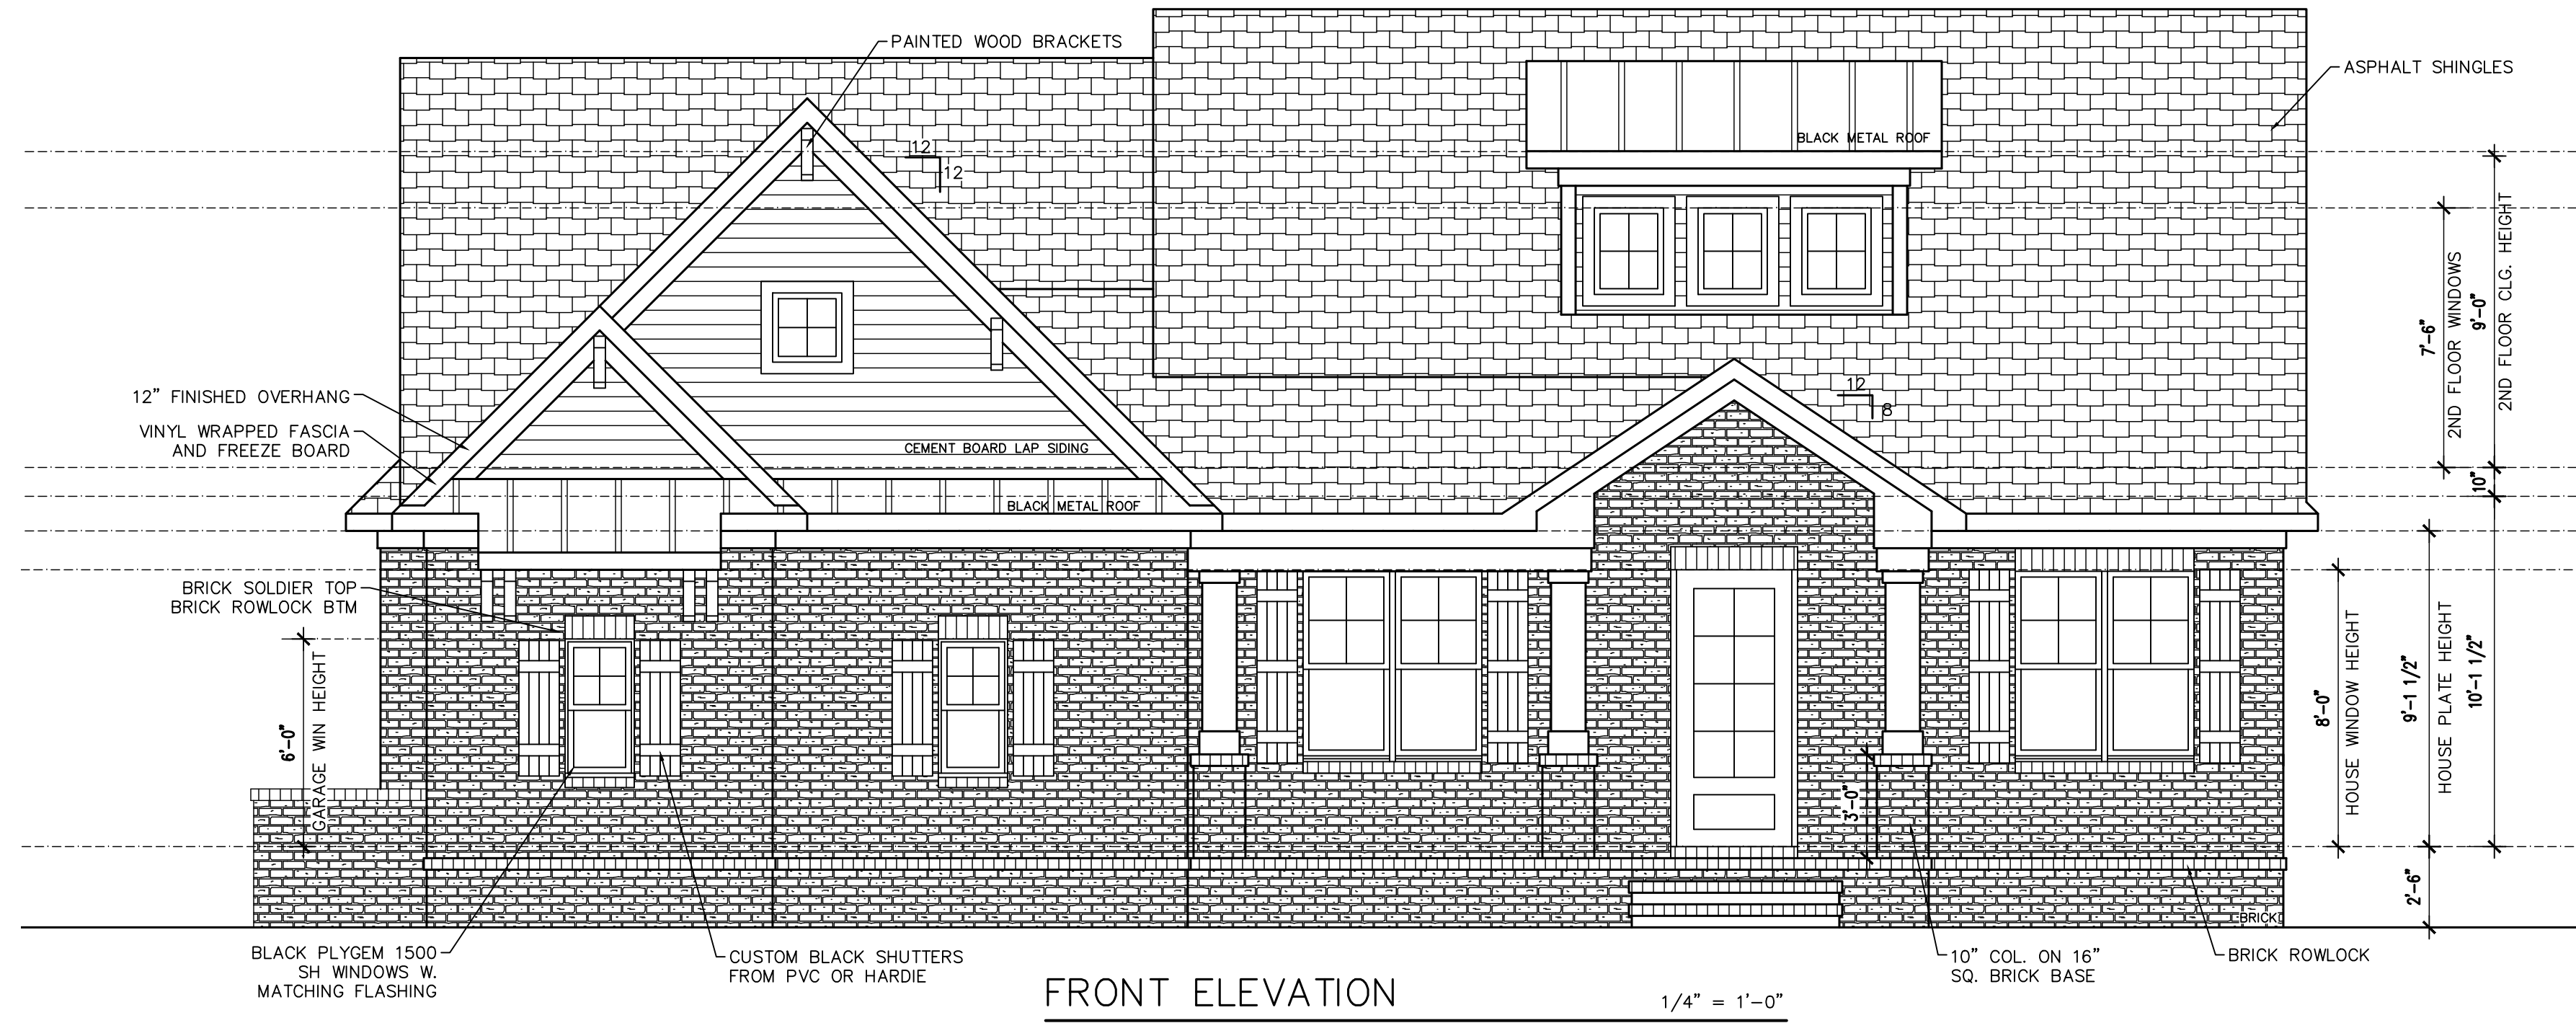 PAINTED WOOD BRACKETS
ASPHALT SHINGLES
BLACK METAL ROOF
12
12
12" FINISHED OVERHANG
VINYL WRAPPED FASCIA
AND FREEZE BOARD
CEMENT BOARD LAP SIDING
BLACK METAL ROOF
12
8
7'-6"
2ND FLOOR WINDOWS
9'-0"
2ND FLOOR CLG. HEIGHT
10"
BRICK SOLDIER TOP
BRICK ROWLOCK BTM
6'-0"
GARAGE WIN HEIGHT
3'-0"
8'-0"
HOUSE WINDOW HEIGHT
9'-1 1/2"
HOUSE PLATE HEIGHT
10'-1 1/2"
2'-6"
BRICK
BLACK PLYGEM 1500
SH WINDOWS W.
MATCHING FLASHING
CUSTOM BLACK SHUTTERS
FROM PVC OR HARDIE
10" COL. ON 16"
SQ. BRICK BASE
BRICK ROWLOCK
FRONT ELEVATION
1/4" = 1'-0"